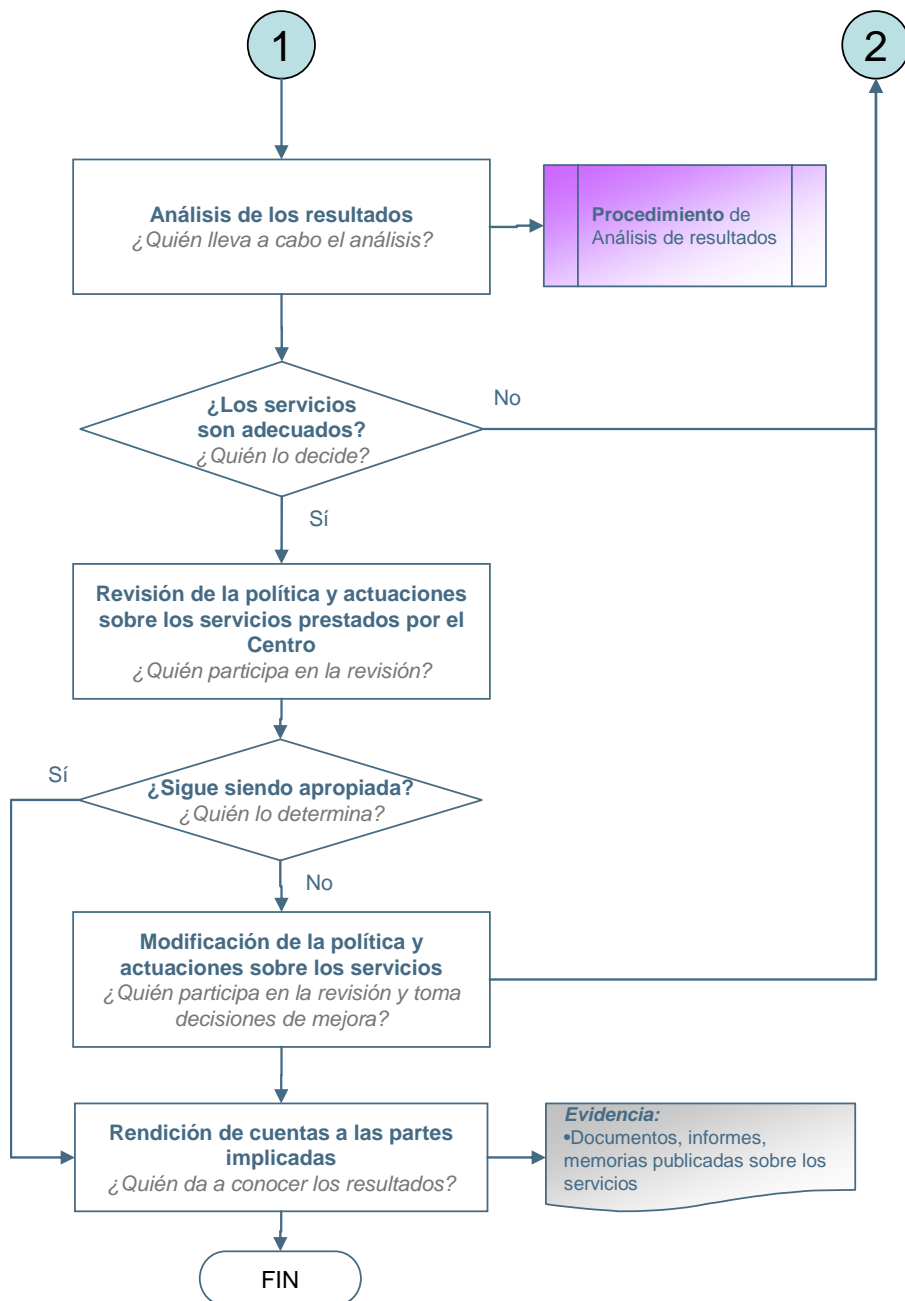 1
2
Análisis de los resultados
¿Quién lleva a cabo el análisis?
Procedimiento de
Análisis de resultados
¿Los servicios
son adecuados?
¿Quién lo decide?
No
Sí
Revisión de la política y actuaciones
sobre los servicios prestados por el
Centro
¿Quién participa en la revisión?
Sí
¿Sigue siendo apropiada?
¿Quién lo determina?
No
Modificación de la política y
actuaciones sobre los servicios
¿Quién participa en la revisión y toma
decisiones de mejora?
Rendición de cuentas a las partes
implicadas
¿Quién da a conocer los resultados?
Evidencia:
•Documentos, informes,
memorias publicadas sobre los
servicios
FIN